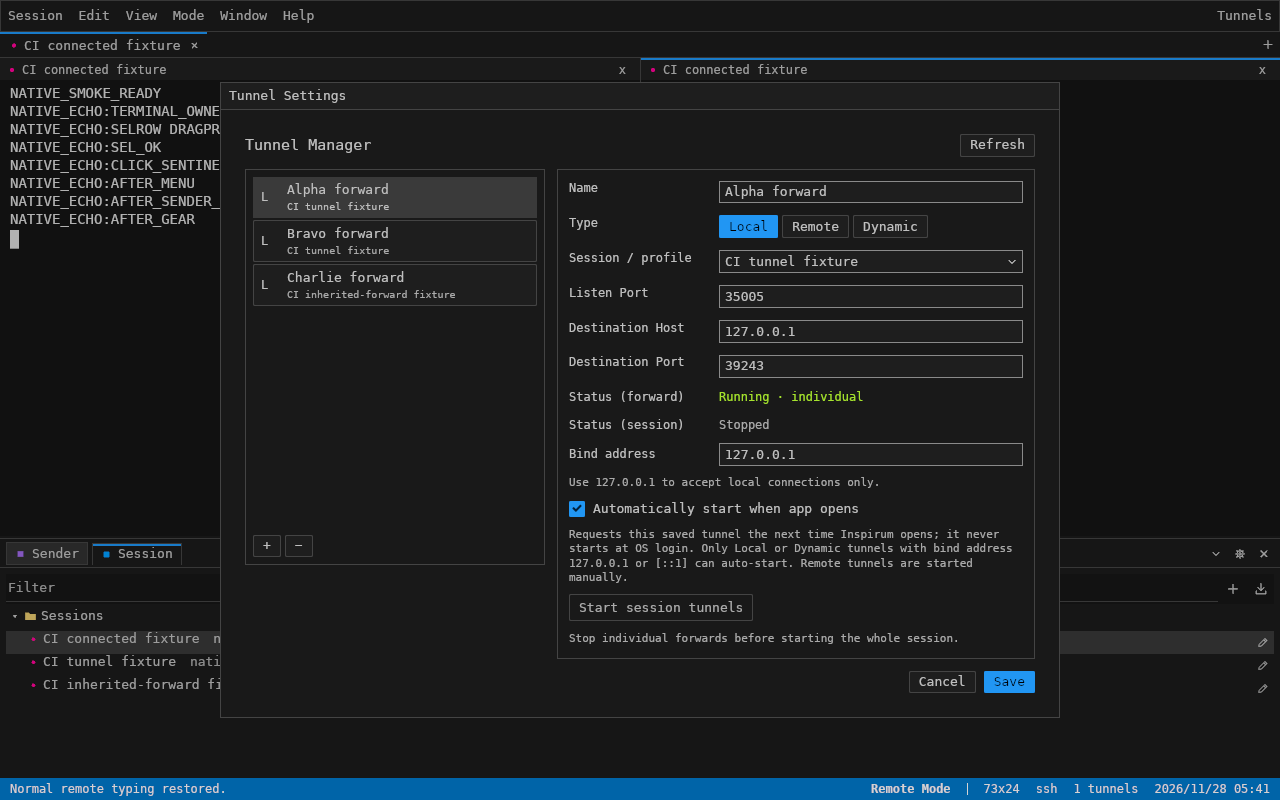 Session Edit View Mode Window Help Tunnels
CI connected fixture × +
CI connected fixture x CI connected fixture x
NATIVE_SMOKE_READY
NATIVE_ECHO:TERMINAL_OWNE
NATIVE_ECHO:SELROW DRAGPR
NATIVE_ECHO:SEL_OK
NATIVE_ECHO:CLICK_SENTINE
NATIVE_ECHO:AFTER_MENU
NATIVE_ECHO:AFTER_SENDER_
NATIVE_ECHO:AFTER_GEAR
Tunnel Settings
Tunnel Manager Refresh
L Alpha forward
CI tunnel fixture
L Bravo forward
CI tunnel fixture
L Charlie forward
CI inherited-forward fixture
+ −
Name Alpha forward
Type Local Remote Dynamic
Session / profile CI tunnel fixture
Listen Port 35005
Destination Host 127.0.0.1
Destination Port 39243
Status (forward) Running · individual
Status (session) Stopped
Bind address 127.0.0.1
Use 127.0.0.1 to accept local connections only.
Automatically start when app opens
Requests this saved tunnel the next time Inspirum opens; it never
starts at OS login. Only Local or Dynamic tunnels with bind address
127.0.0.1 or [::1] can auto-start. Remote tunnels are started
manually.
Start session tunnels
Stop individual forwards before starting the whole session.
Cancel Save
Sender Session
Filter
Sessions
CI connected fixture n
CI tunnel fixture nati
CI inherited-forward fi
Normal remote typing restored. Remote Mode | 73x24 ssh 1 tunnels 2026/11/28 05:41